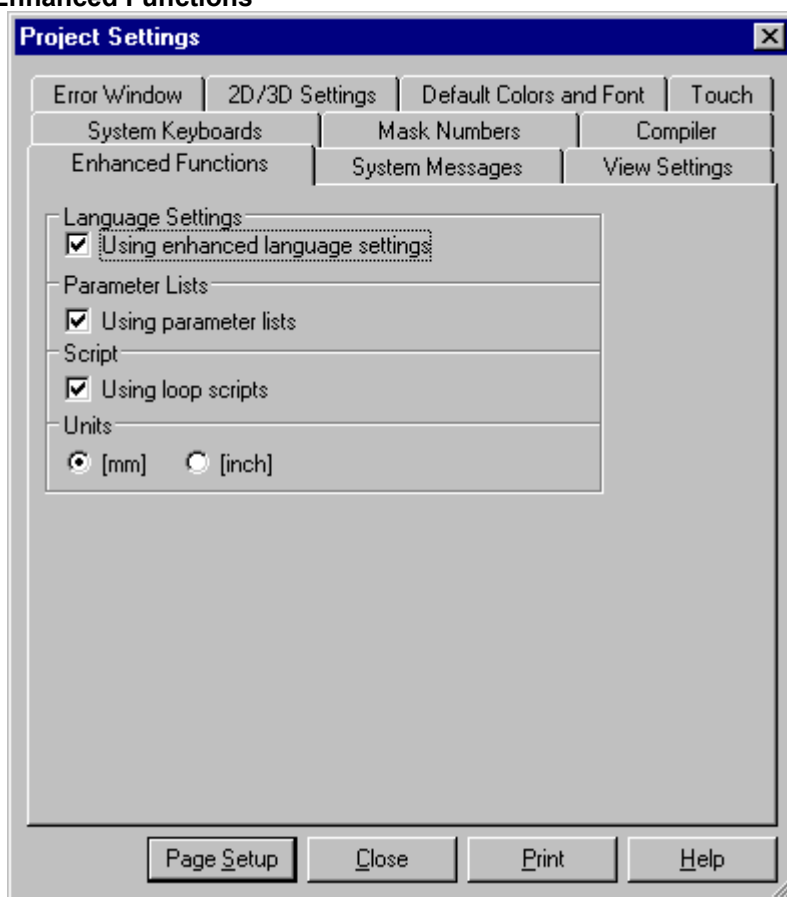 Enhanced Functions
Project Settings
Error Window 2D/3D Settings Default Colors and Font Touch
System Keyboards Mask Numbers Compiler
Enhanced Functions System Messages View Settings
Language Settings
Using enhanced language settings
Parameter Lists
Using parameter lists
Script
Using loop scripts
Units
[mm] [inch]
Page Setup Close Print Help